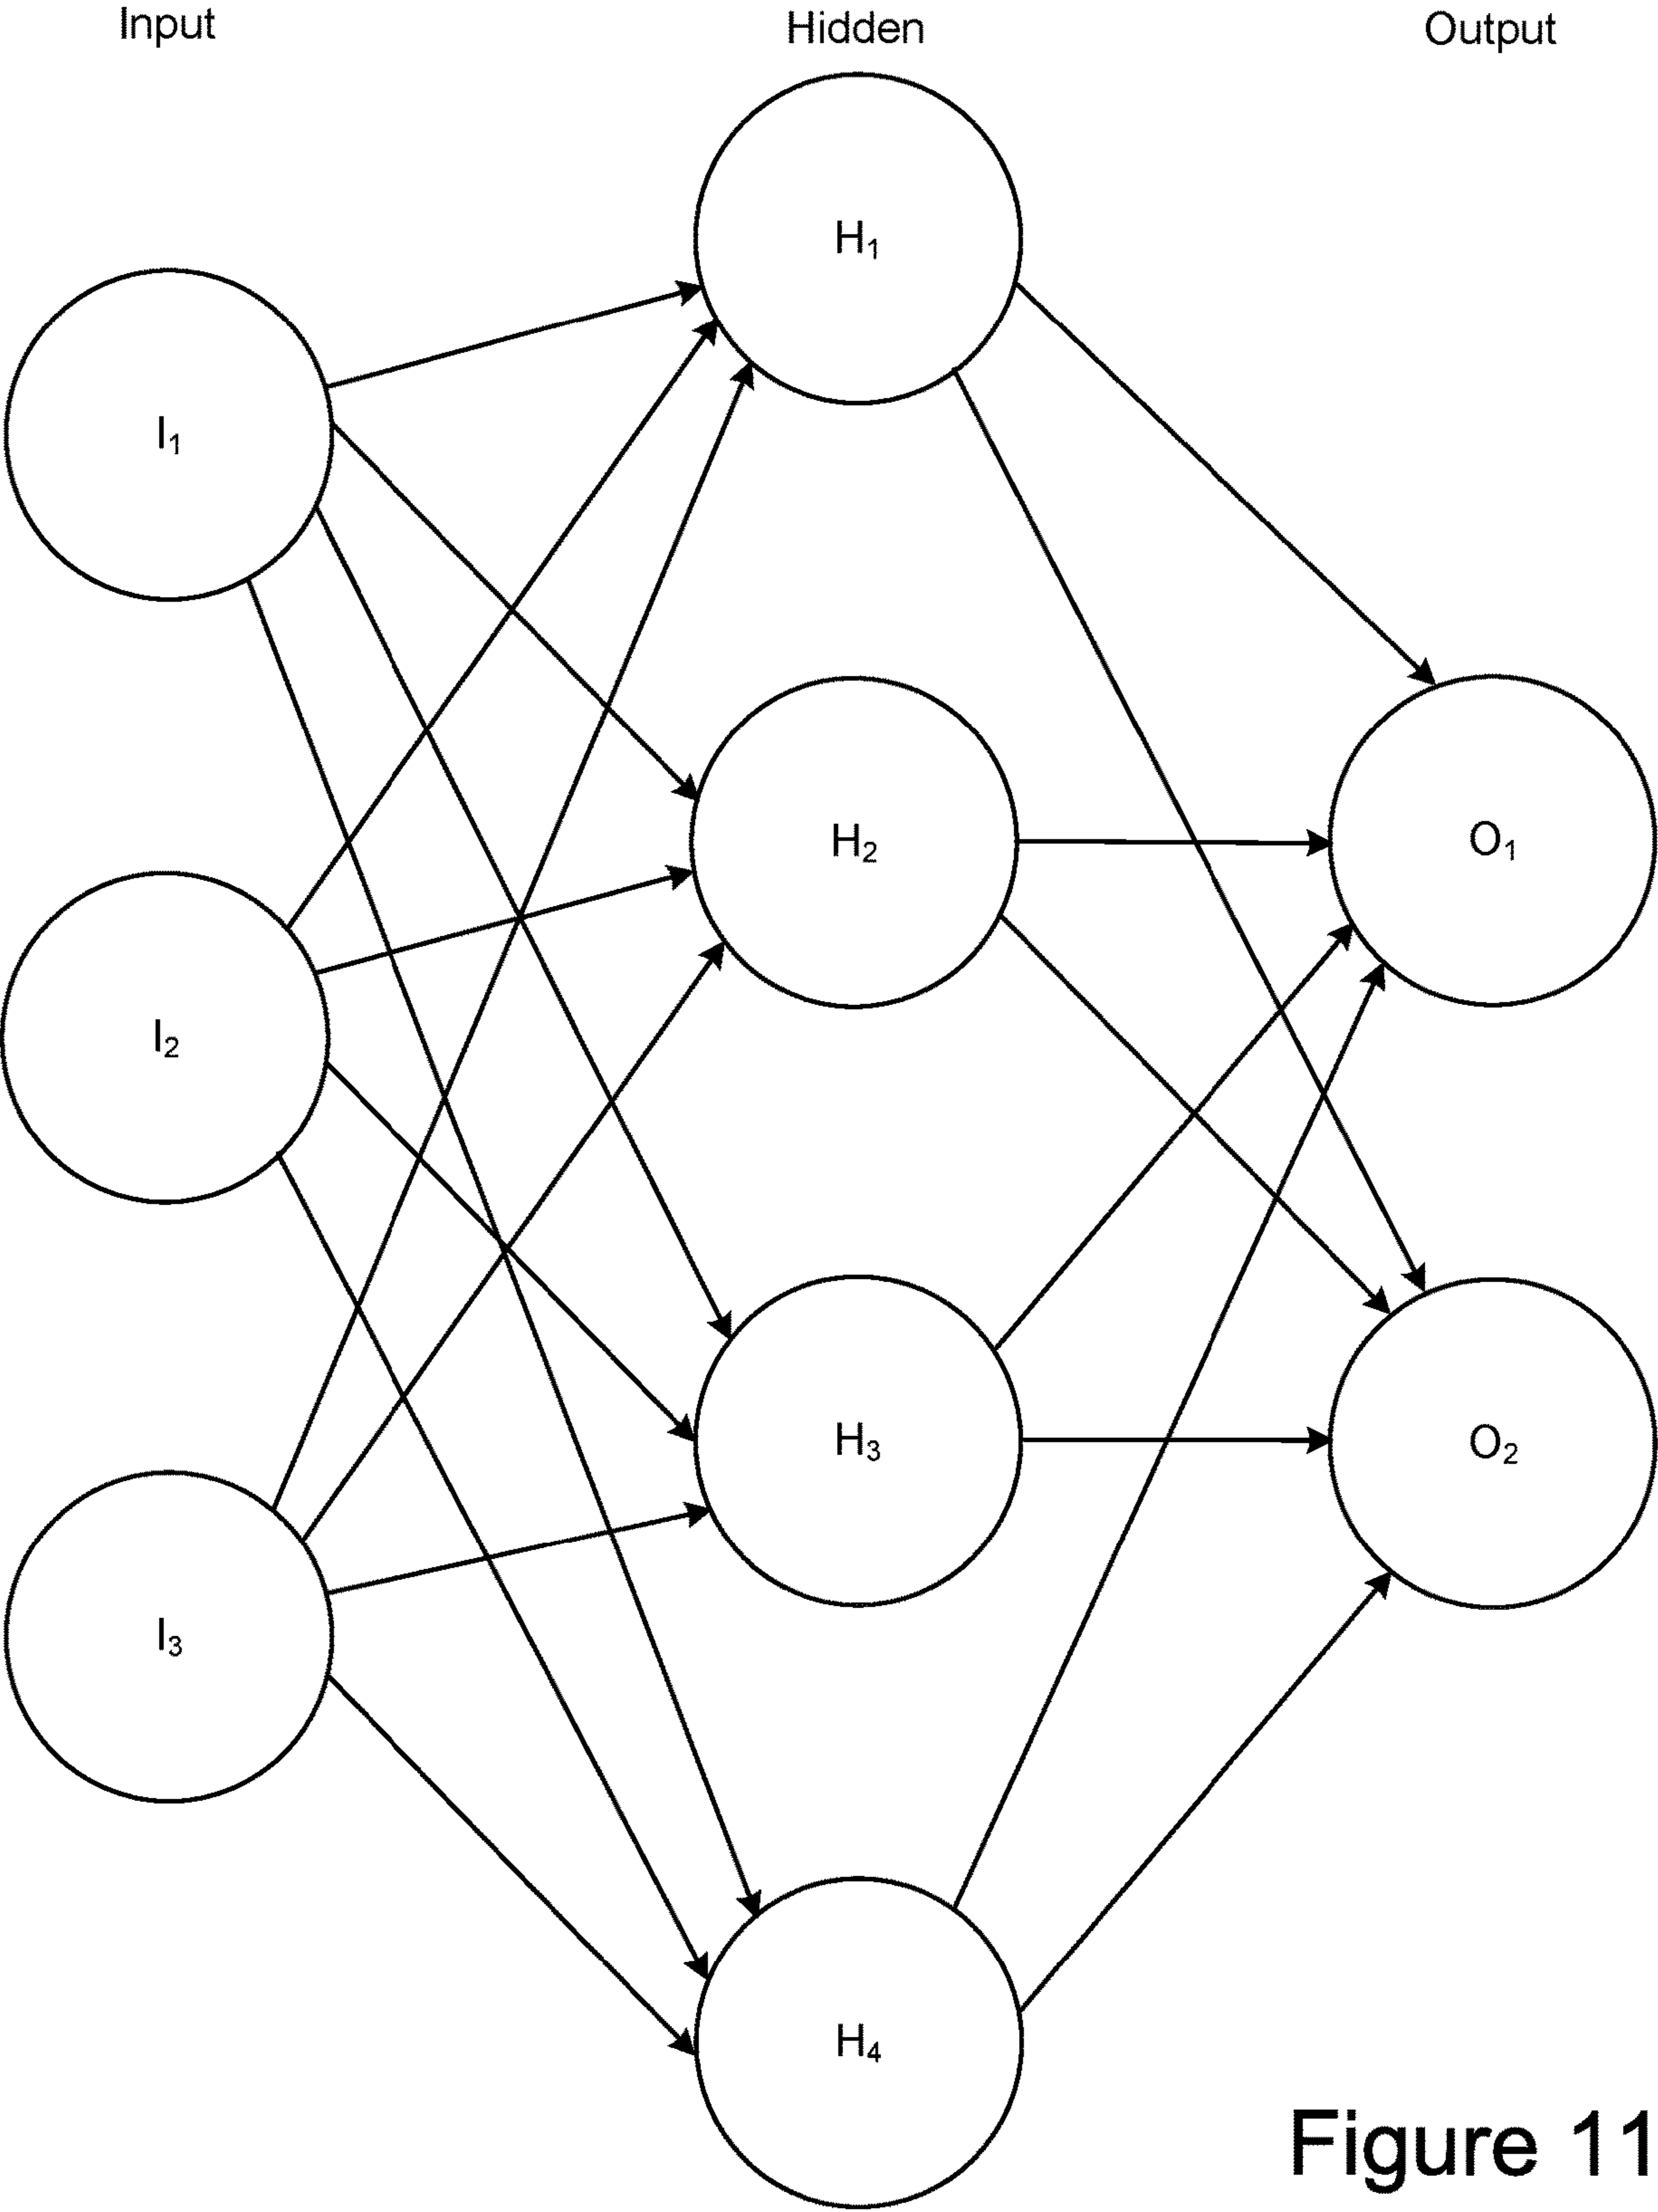 Input Hidden Output
H1
I1
H2 O1
I2
H3 O2
I3
H4
Figure 11